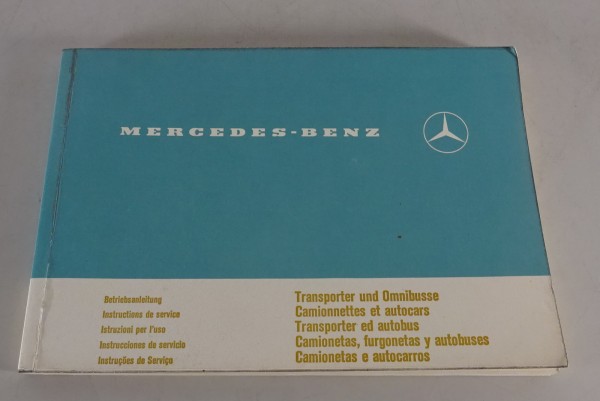 MERCEDES-BENZ
Betriebsanleitung
Instructions de service
Istruzioni per l'uso
Instrucciones de servicio
Instruções de Serviço
Transporter und Omnibusse
Camionnettes et autocars
Transporter ed autobus
Camionetas, furgonetas y autobuses
Camionetas e autocarros